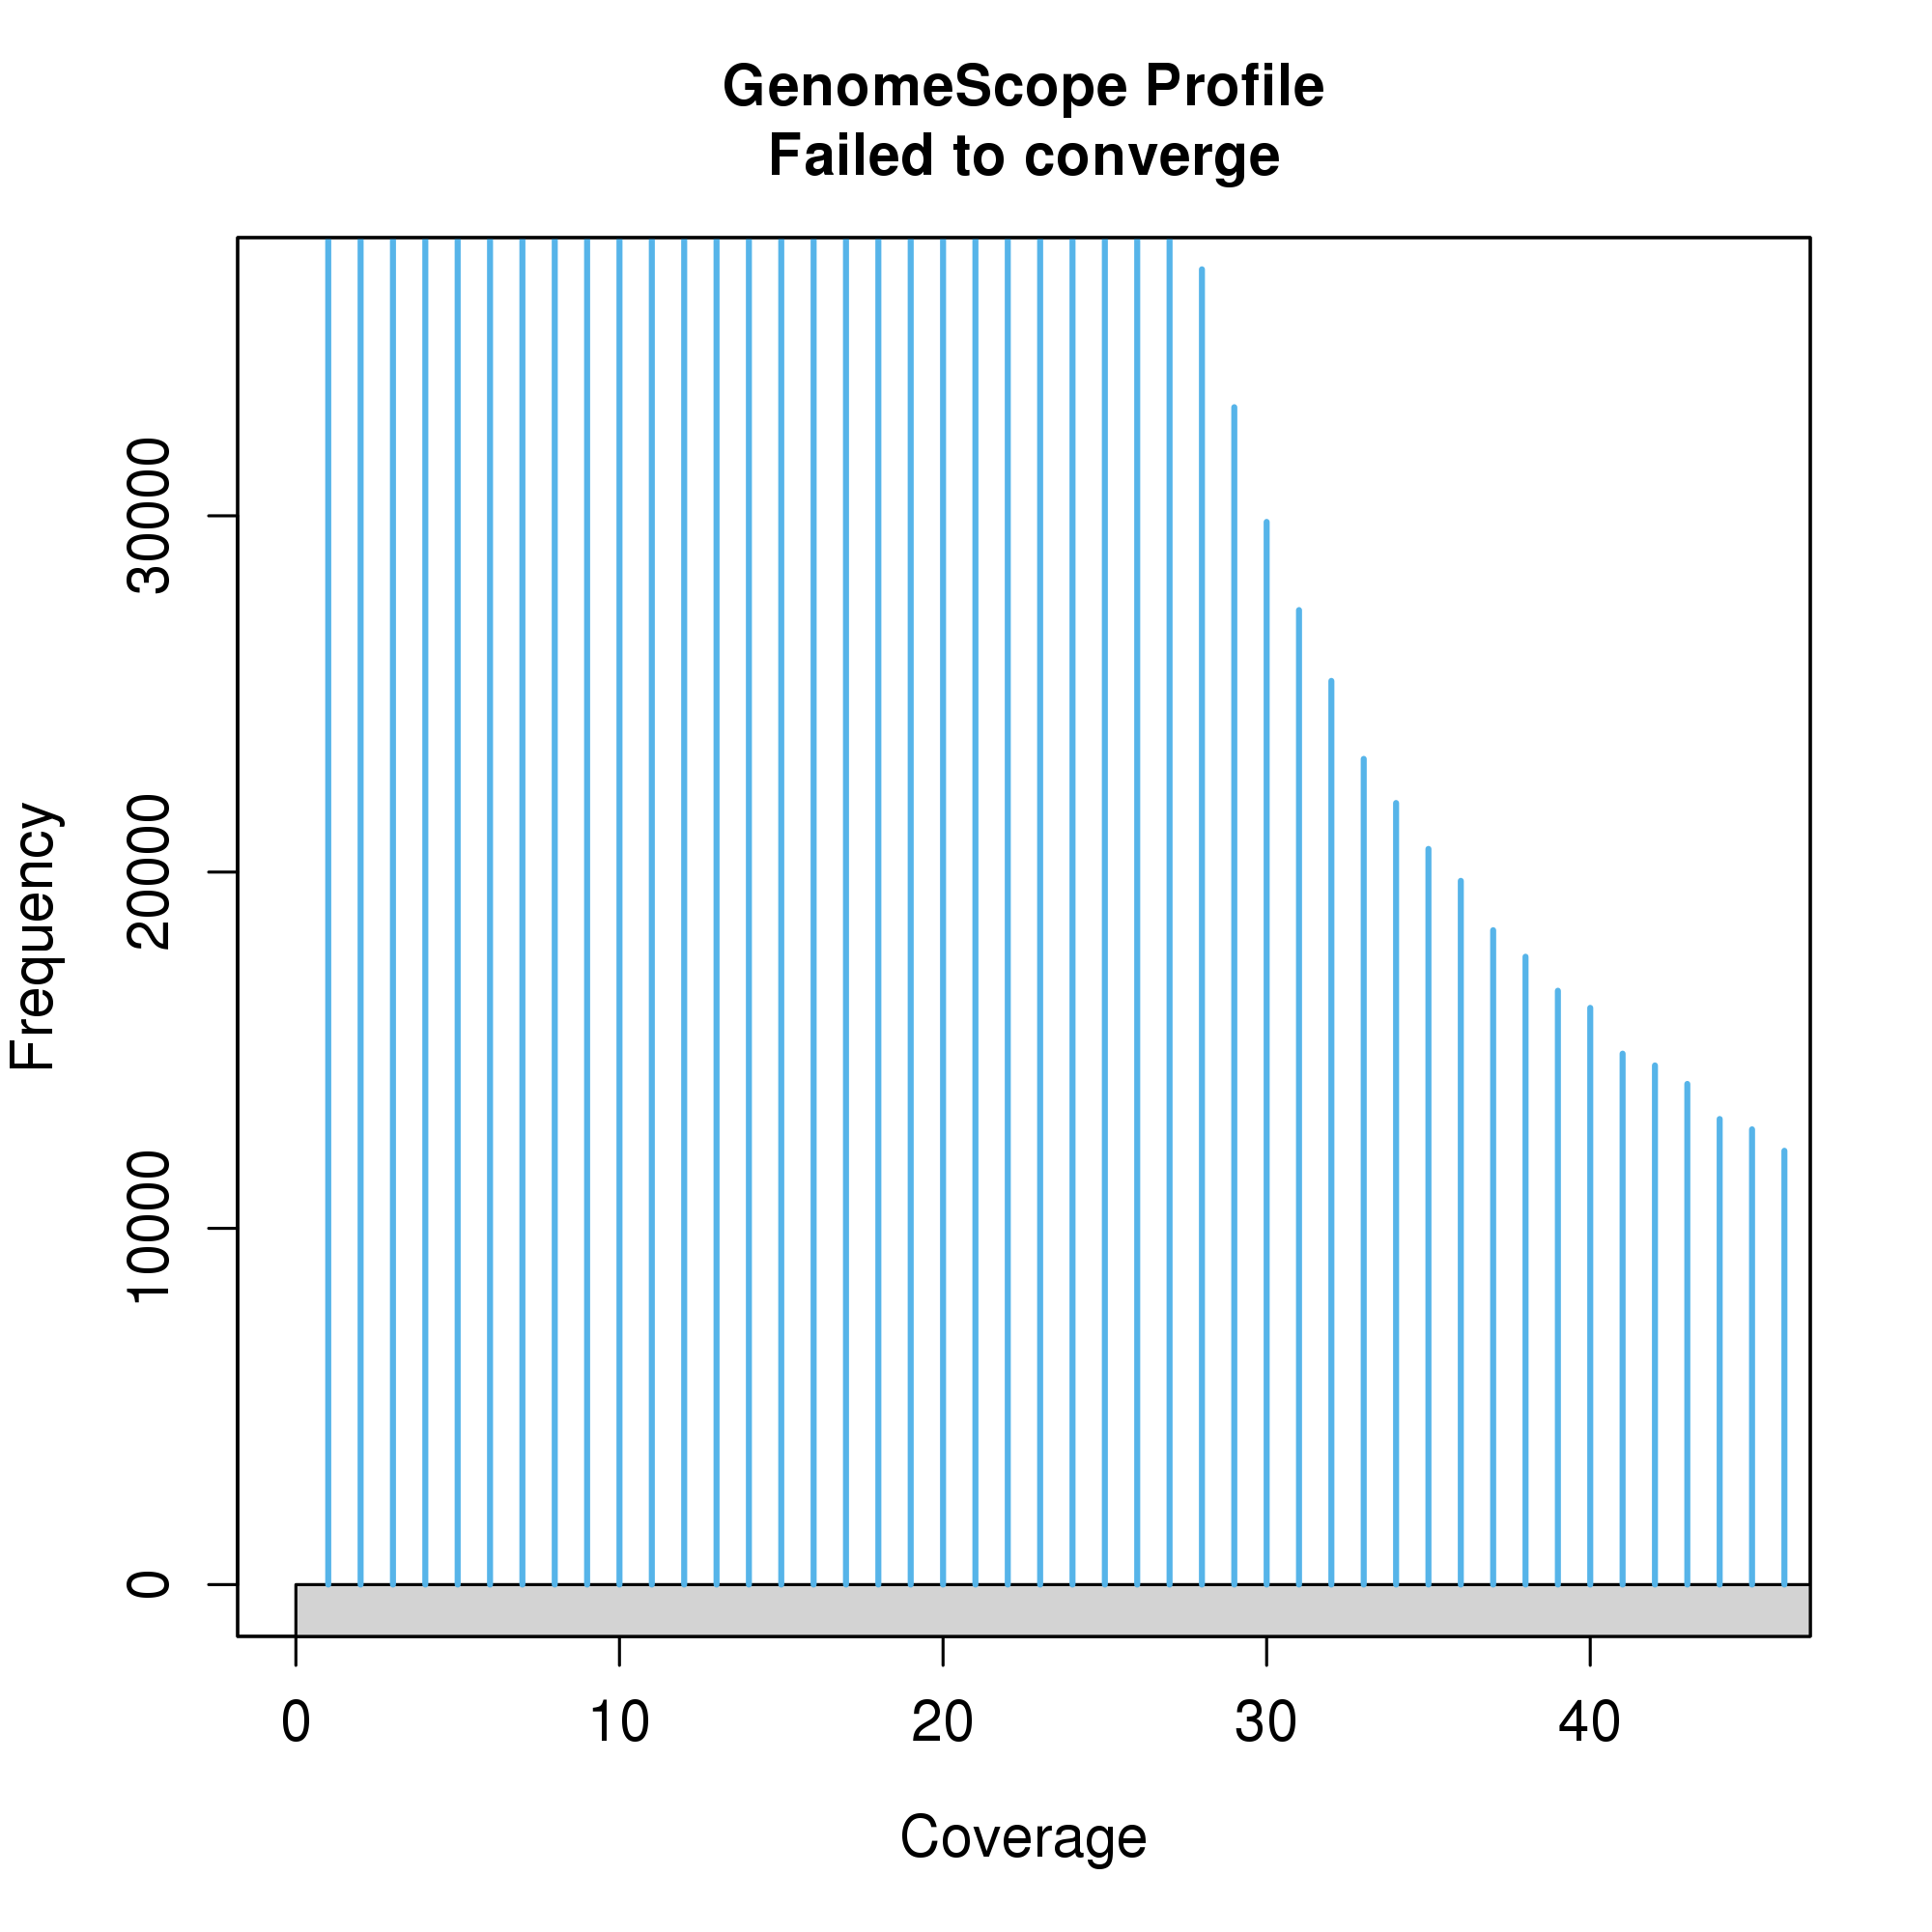 GenomeScope Profile
Failed to converge
Frequency
30000
20000
10000
0
0 10 20 30 40
Coverage